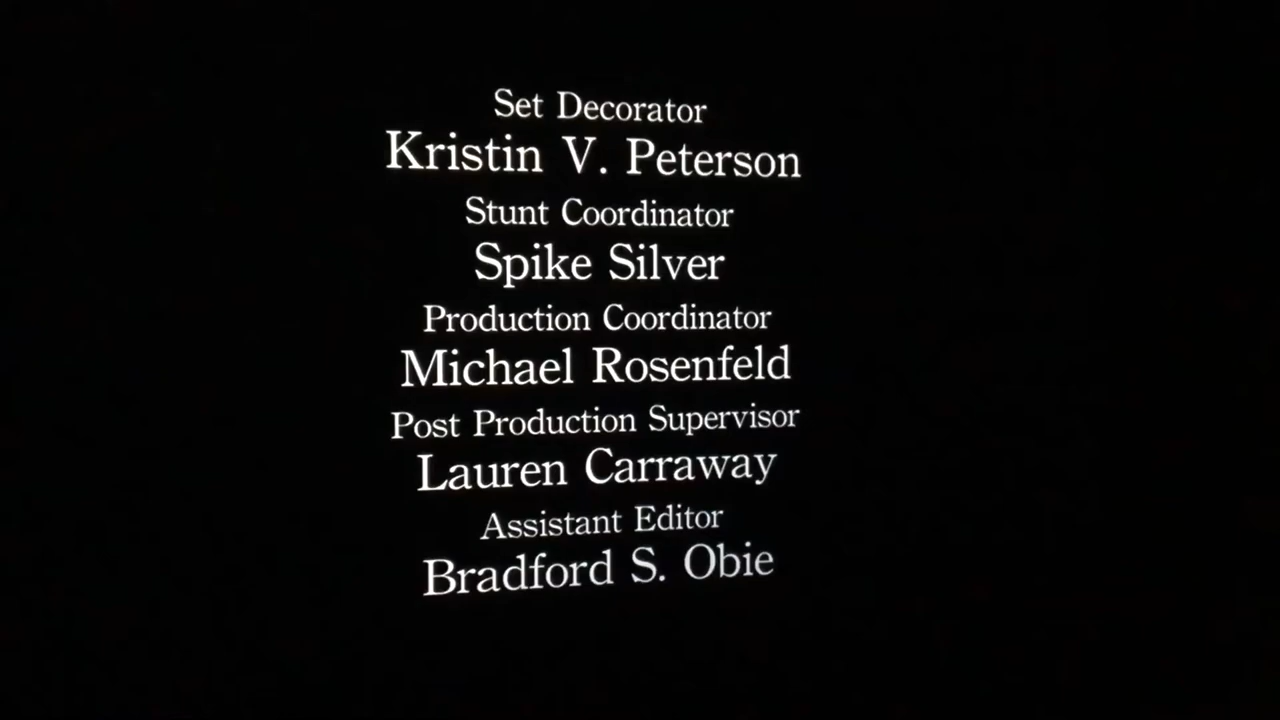 Set Decorator
Kristin V. Peterson
Stunt Coordinator
Spike Silver
Production Coordinator
Michael Rosenfeld
Post Production Supervisor
Lauren Carraway
Assistant Editor
Bradford S. Obie